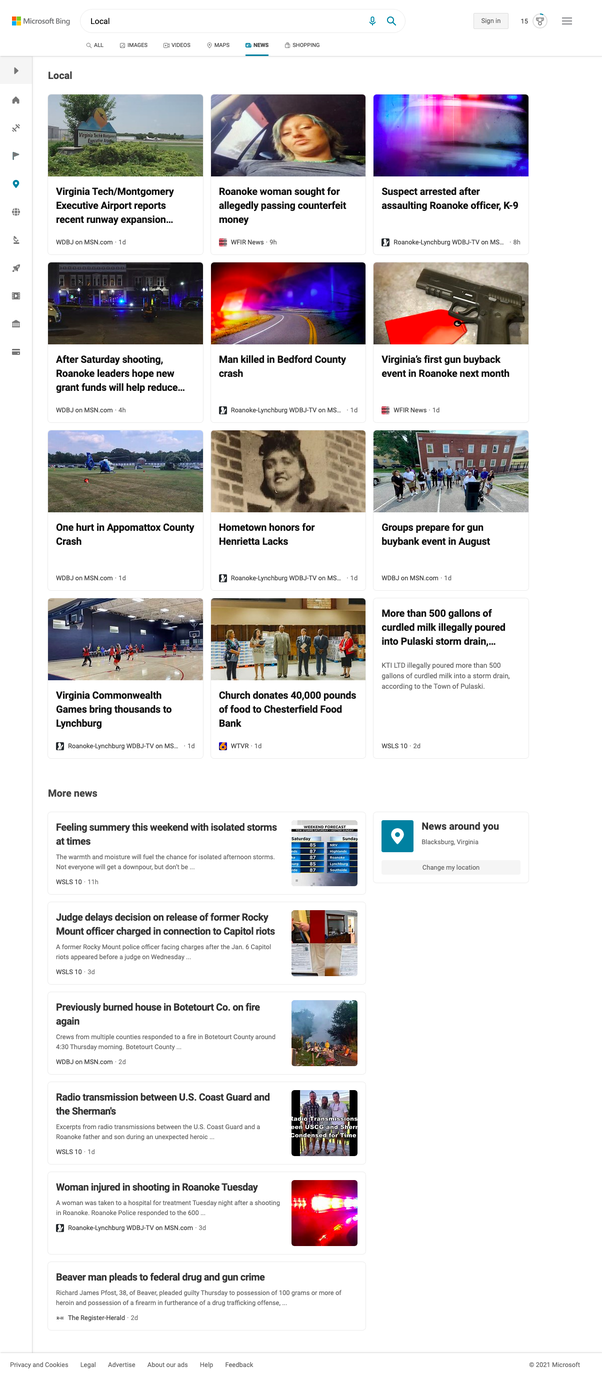 Microsoft Bing
Local
Sign in
15
ALL
IMAGES
VIDEOS
MAPS
NEWS
SHOPPING
Local
Virginia Tech/Montgomery
Executive Airport reports
recent runway expansion...
WDBJ on MSN.com · 1d
Roanoke woman sought for
allegedly passing counterfeit
money
WFIR News · 9h
Suspect arrested after
assaulting Roanoke officer, K-9
Roanoke-Lynchburg WDBJ-TV on MS... · 8h
After Saturday shooting,
Roanoke leaders hope new
grant funds will help reduce...
WDBJ on MSN.com · 4h
Man killed in Bedford County
crash
Roanoke-Lynchburg WDBJ-TV on MS... · 1d
Virginia's first gun buyback
event in Roanoke next month
WFIR News · 1d
One hurt in Appomattox County
Crash
WDBJ on MSN.com · 1d
Hometown honors for
Henrietta Lacks
Roanoke-Lynchburg WDBJ-TV on MS... · 1d
Groups prepare for gun
buybank event in August
WDBJ on MSN.com · 1d
Virginia Commonwealth
Games bring thousands to
Lynchburg
Roanoke-Lynchburg WDBJ-TV on MS... · 1d
Church donates 40,000 pounds
of food to Chesterfield Food
Bank
WTVR · 1d
More than 500 gallons of
curdled milk illegally poured
into Pulaski storm drain,...
KTI LTD illegally poured more than 500
gallons of curdled milk into a storm drain,
according to the Town of Pulaski.
WSLS 10 · 2d
More news
Feeling summery this weekend with isolated storms
at times
The warmth and moisture will fuel the chance for isolated afternoon storms.
Not everyone will get a downpour, but don't be ...
WSLS 10 · 11h
WEEKEND FORECAST
Saturday
Sunday
85
87
87
87
85
Roanoke
Lynchburg
Southside
News around you
Blacksburg, Virginia
Change my location
Judge delays decision on release of former Rocky
Mount officer charged in connection to Capitol riots
A former Rocky Mount police officer facing charges after the Jan. 6 Capitol
riots appeared before a judge on Wednesday ...
WSLS 10 · 3d
Previously burned house in Botetourt Co. on fire
again
Crews from multiple counties responded to a fire in Botetourt County around
4:30 Thursday morning. Botetourt County ...
WDBJ on MSN.com · 2d
Radio transmission between U.S. Coast Guard and
the Sherman's
Excerpts from radio transmissions between the U.S. Coast Guard and a
Roanoke father and son during an unexpected heroic ...
WSLS 10 · 1d
Radio Transmissions
een USCG and Sherm
Condensed for Time
Woman injured in shooting in Roanoke Tuesday
A woman was taken to a hospital for treatment Tuesday night after a shooting
in Roanoke. Roanoke Police responded to the 600 ...
Roanoke-Lynchburg WDBJ-TV on MSN.com · 3d
Beaver man pleads to federal drug and gun crime
Richard James Pfost, 38, of Beaver, pleaded guilty Thursday to possession of 100 grams or more of
heroin and possession of a firearm in furtherance of a drug trafficking offense, ...
The Register-Herald · 2d
Privacy and Cookies
Legal
Advertise
About our ads
Help
Feedback
© 2021 Microsoft